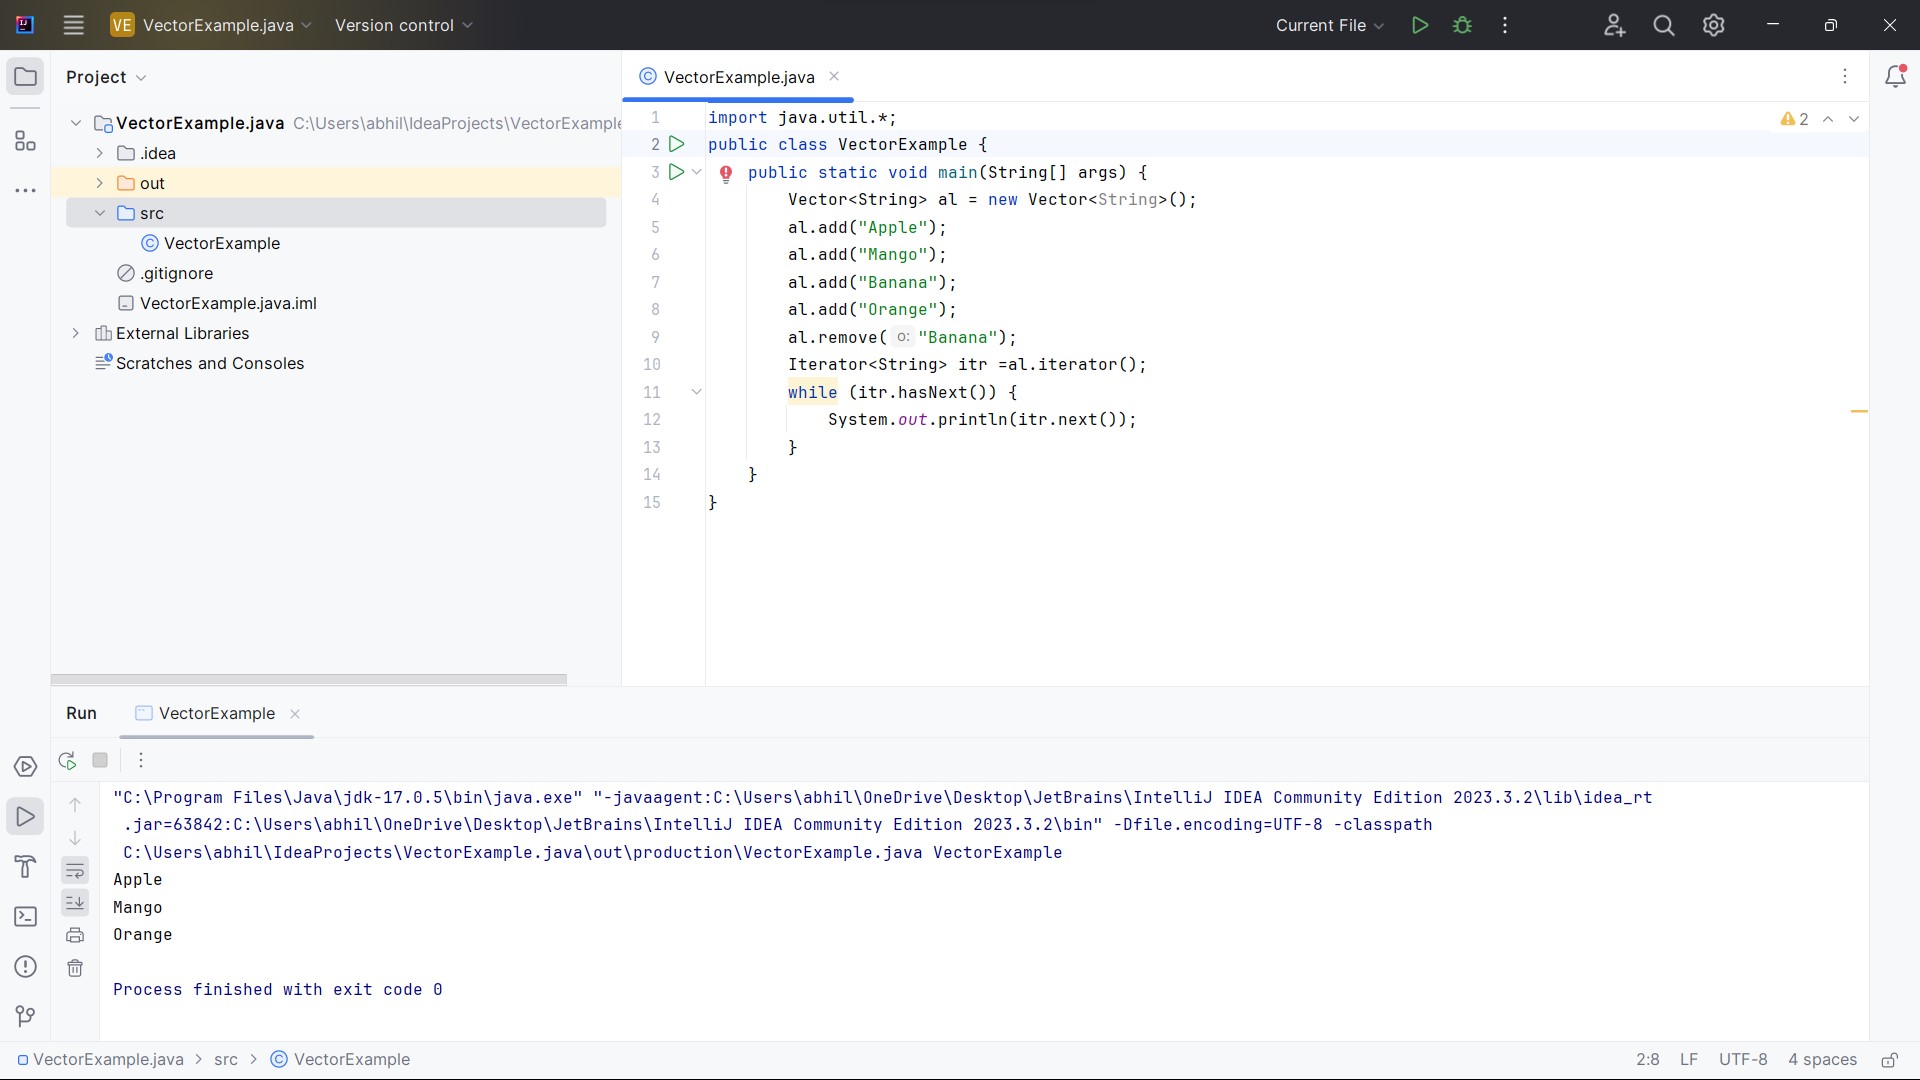 VE VectorExample.java Version control Current File
Project
VectorExample.java C:\Users\abhil\IdeaProjects\VectorExample
.idea
out
src
VectorExample
.gitignore
VectorExample.java.iml
External Libraries
Scratches and Consoles
VectorExample.java
2
1 import java.util.*;
2 public class VectorExample {
3 public static void main(String[] args) {
4 Vector<String> al = new Vector<String>();
5 al.add("Apple");
6 al.add("Mango");
7 al.add("Banana");
8 al.add("Orange");
9 al.remove( o: "Banana");
10 Iterator<String> itr =al.iterator();
11 while (itr.hasNext()) {
12 System.out.println(itr.next());
13 }
14 }
15 }
Run VectorExample
"C:\Program Files\Java\jdk-17.0.5\bin\java.exe" "-javaagent:C:\Users\abhil\OneDrive\Desktop\JetBrains\IntelliJ IDEA Community Edition 2023.3.2\lib\idea_rt
.jar=63842:C:\Users\abhil\OneDrive\Desktop\JetBrains\IntelliJ IDEA Community Edition 2023.3.2\bin" -Dfile.encoding=UTF-8 -classpath
C:\Users\abhil\IdeaProjects\VectorExample.java\out\production\VectorExample.java VectorExample
Apple
Mango
Orange
Process finished with exit code 0
VectorExample.java > src > VectorExample 2:8 LF UTF-8 4 spaces